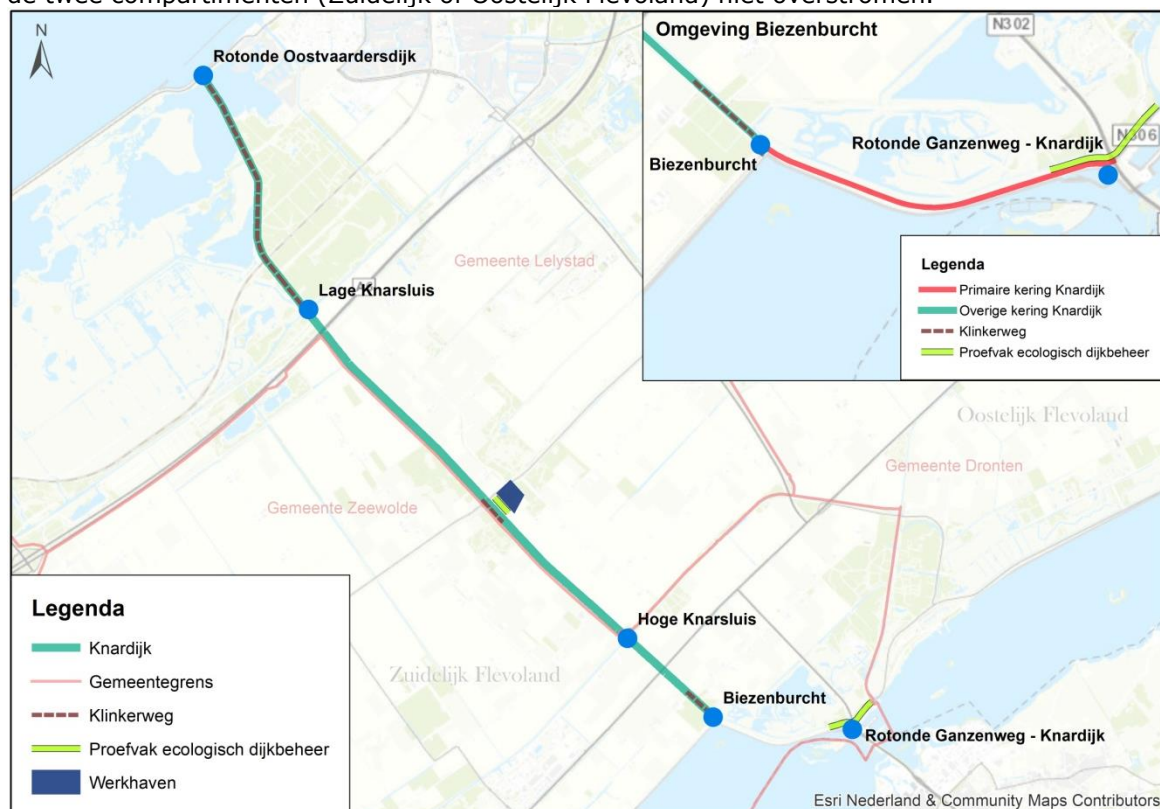 de twee compartimenten (Zuidelijk of Oostelijk Flevoland) niet overstromen.
N
Rotonde Oostvaardersdijk
Lage Knarsluis
A6
Gemeente Lelystad
Gemeente Zeewolde
Oostelijk Flevoland
Gemeente Dronten
Hoge Knarsluis
Zuidelijk Flevoland
Biezenburcht
Rotonde Ganzenweg - Knardijk
Omgeving Biezenburcht
N302
N306
Rotonde Ganzenweg - Knardijk
Biezenburcht
Legenda
Primaire kering Knardijk
Overige kering Knardijk
Klinkerweg
Proefvak ecologisch dijkbeheer
Legenda
Knardijk
Gemeentegrens
Klinkerweg
Proefvak ecologisch dijkbeheer
Werkhaven
Esri Nederland & Community Maps Contributors